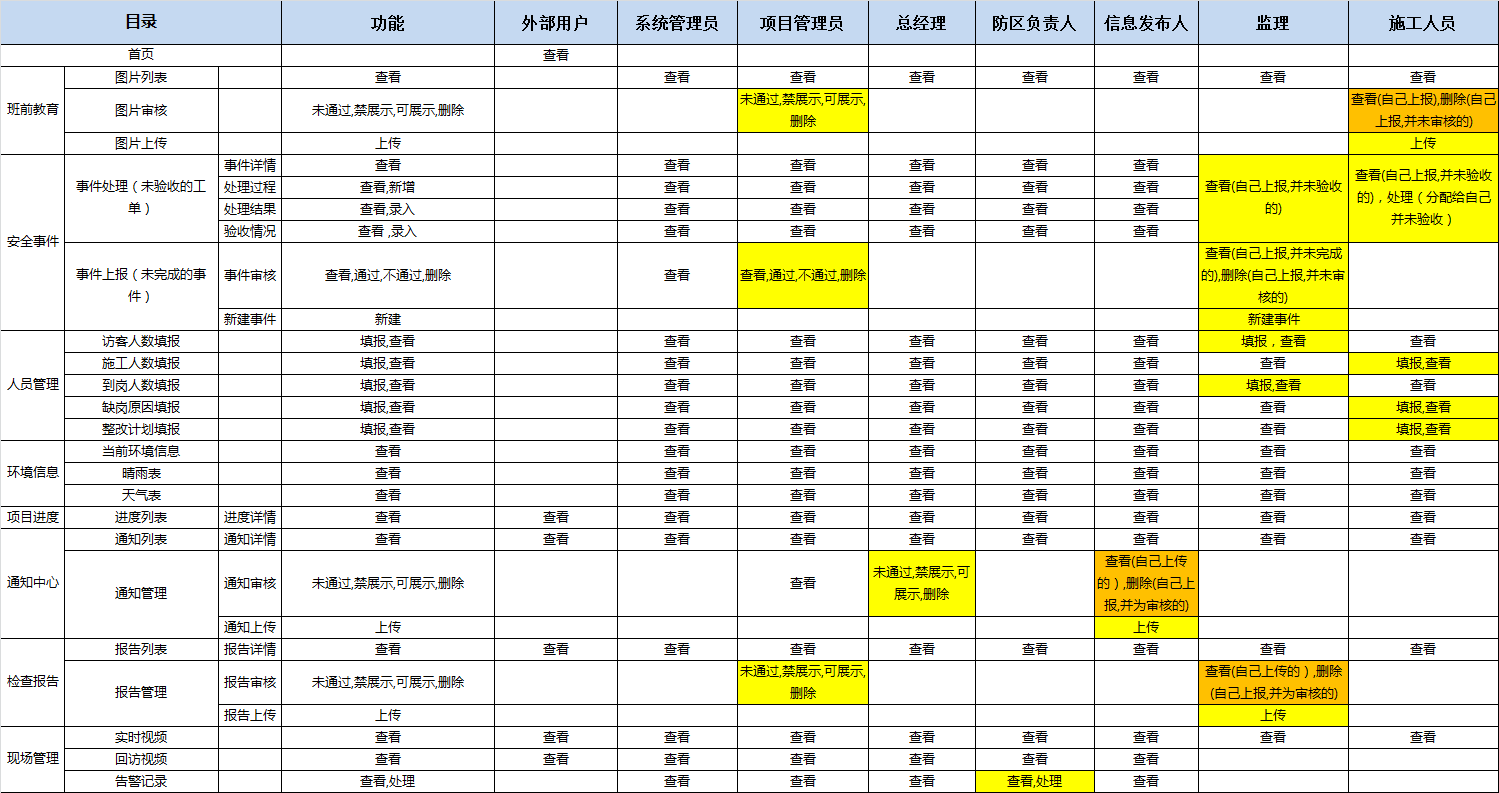 目录 功能 外部用户 系统管理员 项目管理员 总经理 防区负责人 信息发布人 监理 施工人员
首页 查看
班前教育 图片列表 查看 查看 查看 查看 查看 查看 查看 查看
图片审核 未通过,禁展示,可展示,删除 未通过,禁展示,可展示,
删除 查看(自己上报),删除(自己
上报,并未审核的)
图片上传 上传 上传
安全事件 事件处理（未验收的工
单） 事件详情 查看 查看 查看 查看 查看 查看 查看(自己上报,并未验收
的) 查看(自己上报,并未验收
的)，处理（分配给自己
并未验收）
处理过程 查看,新增 查看 查看 查看 查看 查看
处理结果 查看,录入 查看 查看 查看 查看 查看
验收情况 查看 ,录入 查看 查看 查看 查看 查看
事件上报（未完成的事
件） 事件审核 查看,通过,不通过,删除 查看 查看,通过,不通过,删除 查看(自己上报,并未完成
的),删除(自己上报,并未审
核的)
新建事件 新建 新建事件
人员管理 访客人数填报 填报,查看 查看 查看 查看 查看 查看 填报，查看 查看
施工人数填报 填报,查看 查看 查看 查看 查看 查看 查看 填报,查看
到岗人数填报 填报,查看 查看 查看 查看 查看 查看 填报,查看 查看
缺岗原因填报 填报,查看 查看 查看 查看 查看 查看 查看 填报,查看
整改计划填报 填报,查看 查看 查看 查看 查看 查看 查看 填报,查看
环境信息 当前环境信息 查看 查看 查看 查看 查看 查看 查看 查看
晴雨表 查看 查看 查看 查看 查看 查看 查看 查看
天气表 查看 查看 查看 查看 查看 查看 查看 查看
项目进度 进度列表 进度详情 查看 查看 查看 查看 查看 查看 查看 查看 查看
通知中心 通知列表 通知详情 查看 查看 查看 查看 查看 查看 查看 查看 查看
通知管理 通知审核 未通过,禁展示,可展示,删除 查看 未通过,禁展示,可
展示,删除 查看(自己上传
的）,删除(自己上
报,并为审核的)
通知上传 上传 上传
检查报告 报告列表 报告详情 查看 查看 查看 查看 查看 查看 查看 查看 查看
报告管理 报告审核 未通过,禁展示,可展示,删除 未通过,禁展示,可展示,
删除 查看(自己上传的）,删除
(自己上报,并为审核的)
报告上传 上传 上传
现场管理 实时视频 查看 查看 查看 查看 查看 查看 查看 查看 查看
回访视频 查看 查看 查看 查看 查看 查看 查看
告警记录 查看,处理 查看 查看 查看 查看,处理 查看